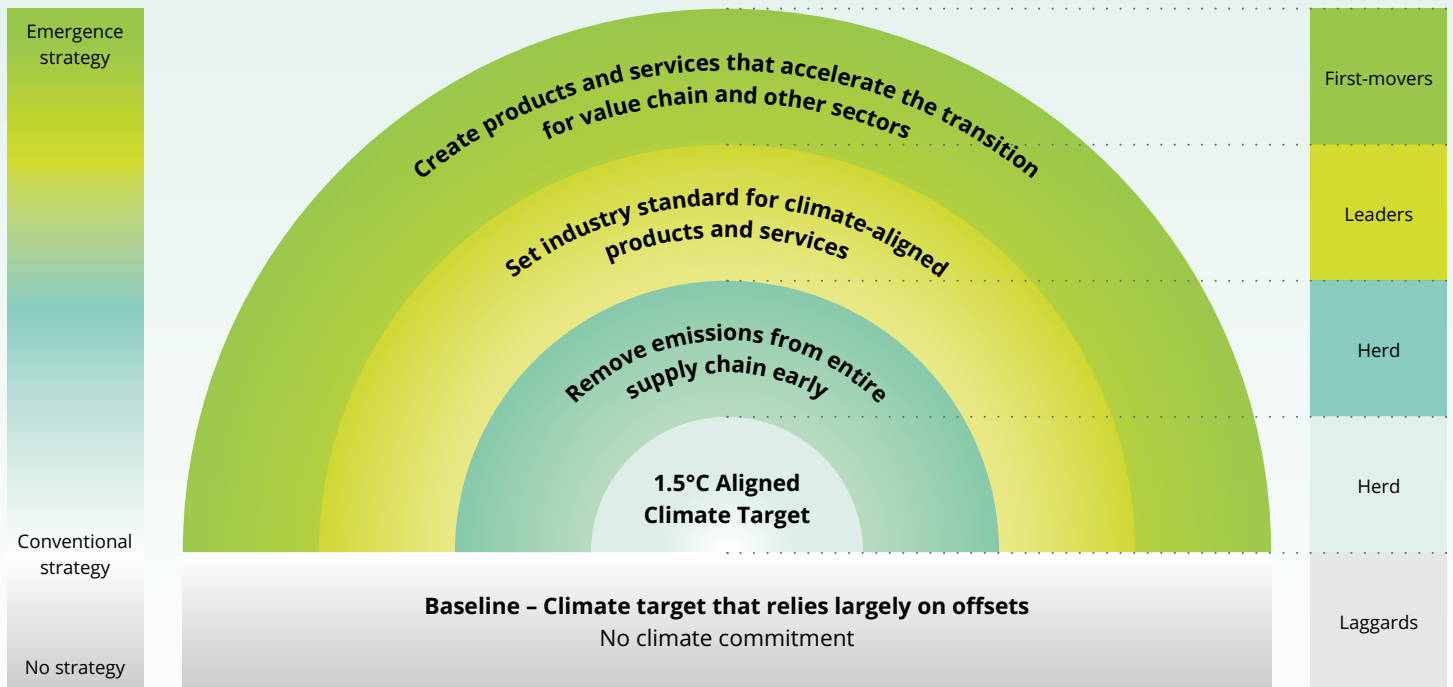 Emergence
strategy
Conventional
strategy
No strategy
Create products and services that accelerate the transition
for value chain and other sectors
Set industry standard for climate-aligned
products and services
Remove emissions from entire
supply chain early
1.5°C Aligned
Climate Target
Baseline – Climate target that relies largely on offsets
No climate commitment
First-movers
Leaders
Herd
Herd
Laggards